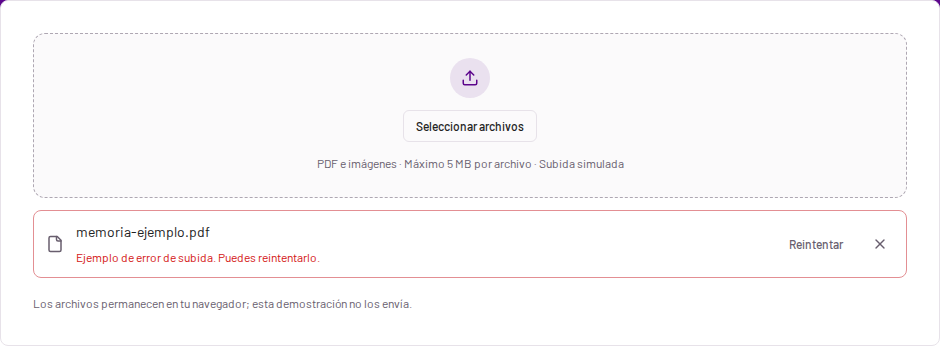 Seleccionar archivos
PDF e imágenes · Máximo 5 MB por archivo · Subida simulada
memoria-ejemplo.pdf
Reintentar
Ejemplo de error de subida. Puedes reintentarlo.
Los archivos permanecen en tu navegador; esta demostración no los envía.